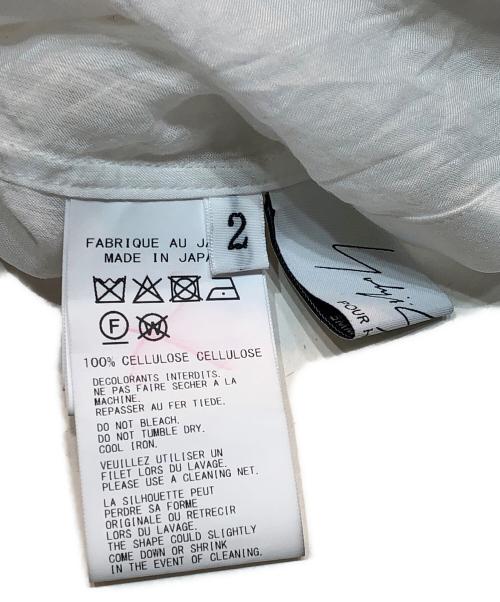 FABRIQUE AU
MADE IN JAPA
2
F
W
100% CELLULOSE CELLULOSE
DECOLORANTS INTERDITS.
NE PAS FAIRE SECHER A LA
MACHINE.
REPASSER AU FER TIEDE.
DO NOT BLEACH.
DO NOT TUMBLE DRY.
COOL IRON.
VEUILLEZ UTILISER UN
FILET LORS DU LAVAGE.
PLEASE USE A CLEANING NET.
LA SILHOUETTE PEUT
PERDRE SA FORME
ORIGINALE OU RETRECIR
LORS DU LAVAGE.
THE SHAPE COULD SLIGHTLY
COME DOWN OR SHRINK
IN THE EVENT OF CLEANING.
Yohji
POUR